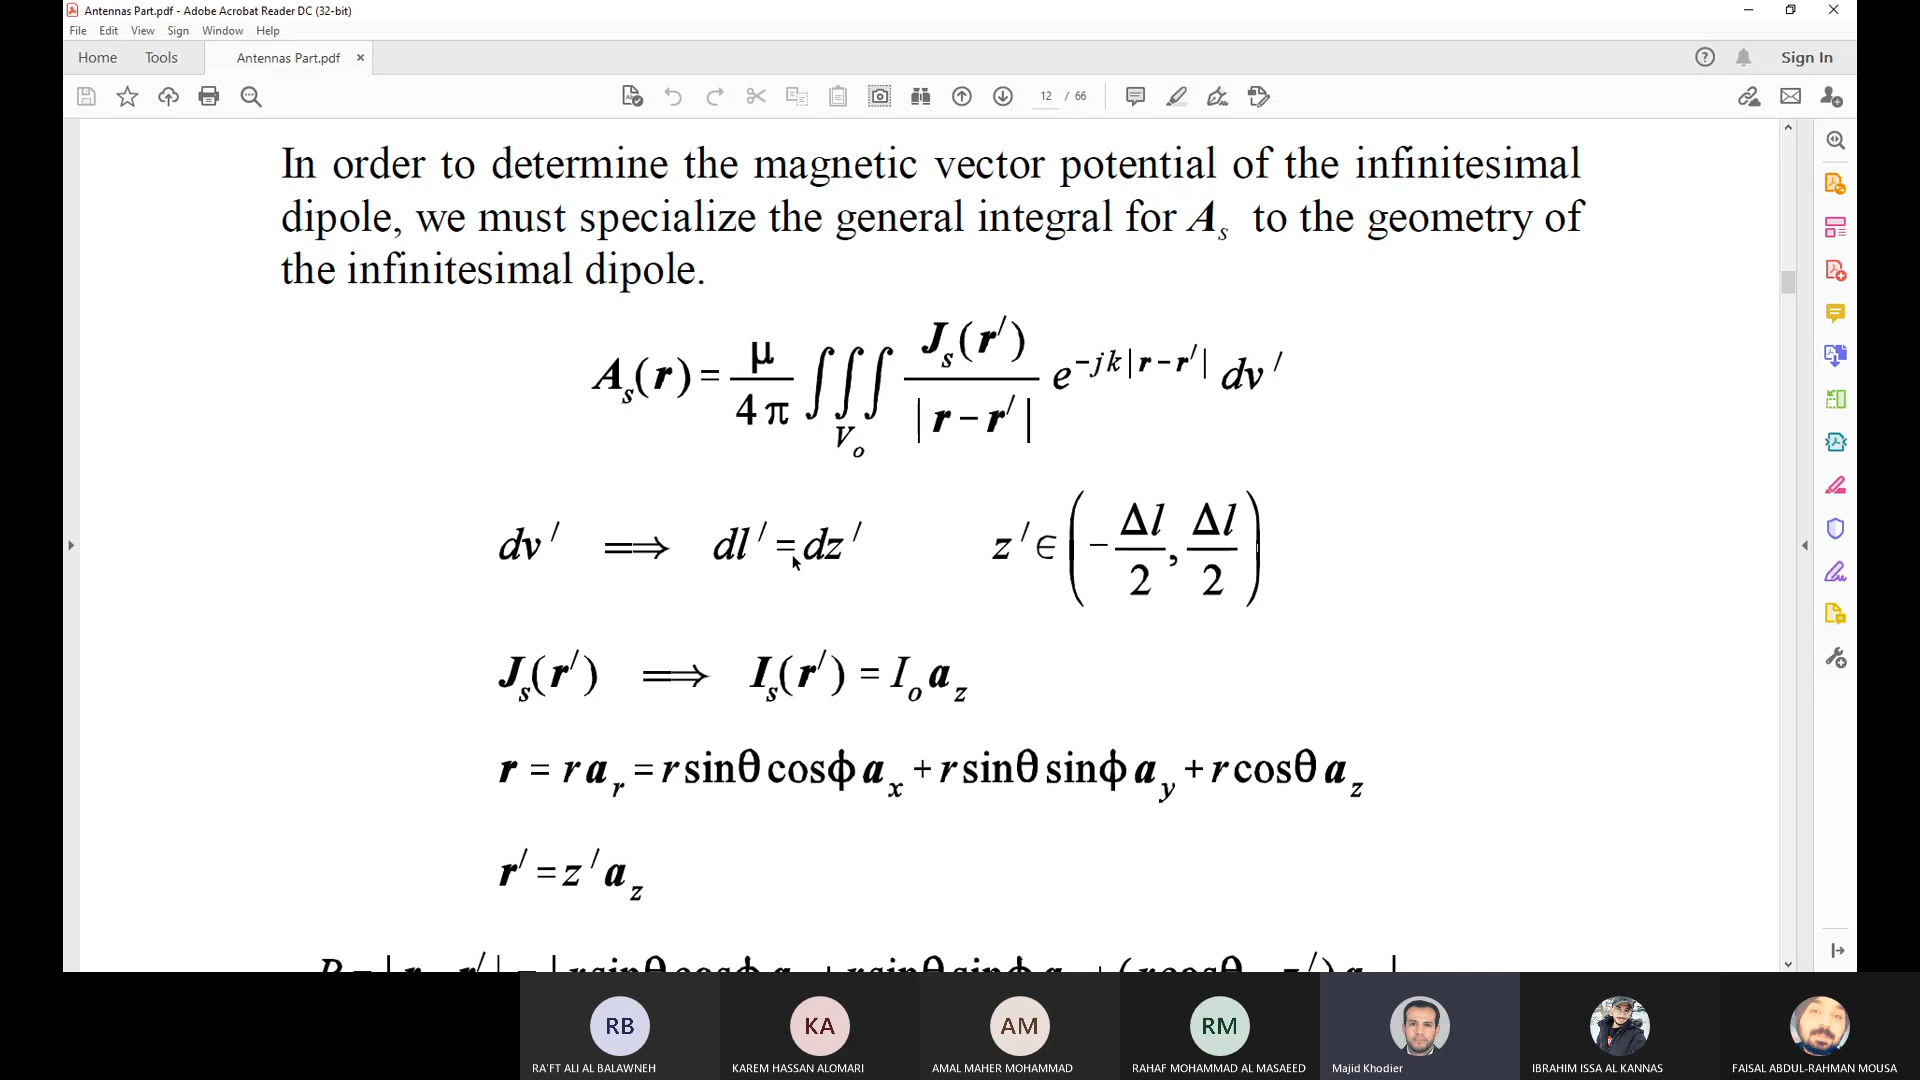 Antennas Part.pdf - Adobe Acrobat Reader DC (32-bit)
File Edit View Sign Window Help
Home Tools Antennas Part.pdf × Sign In
12 / 66
In order to determine the magnetic vector potential of the infinitesimal
dipole, we must specialize the general integral for A_s to the geometry of
the infinitesimal dipole.
A_s(r) = μ/4π ∫∫∫_{V_o} J_s(r′)/|r − r′| e^{−jk|r − r′|} dv′
dv′ ⟹ dl′ = dz′ z′ ∈ (−Δl/2, Δl/2)
J_s(r′) ⟹ I_s(r′) = I_o a_z
r = r a_r = r sinθ cosϕ a_x + r sinθ sinϕ a_y + r cosθ a_z
r′ = z′ a_z
RB KA AM RM
RA'FT ALI AL BALAWNEH KAREM HASSAN ALOMARI AMAL MAHER MOHAMMAD RAHAF MOHAMMAD AL MASAEED Majid Khodier IBRAHIM ISSA AL KANNAS FAISAL ABDUL-RAHMAN MOUSA